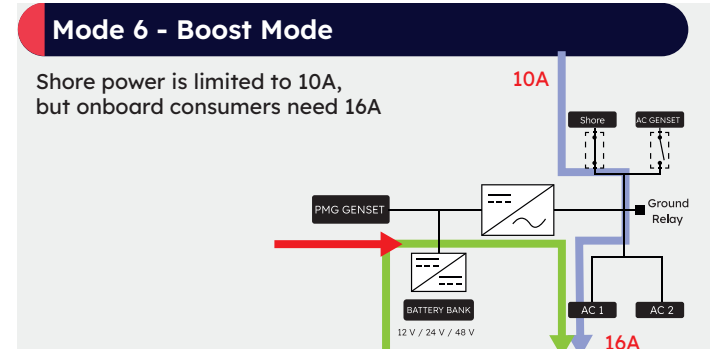 Mode 6 - Boost Mode
Shore power is limited to 10A,
but onboard consumers need 16A
10A
Shore
AC GENSET
PMG GENSET
Ground
Relay
BATTERY BANK
AC 1
AC 2
12 V / 24 V / 48 V
16A